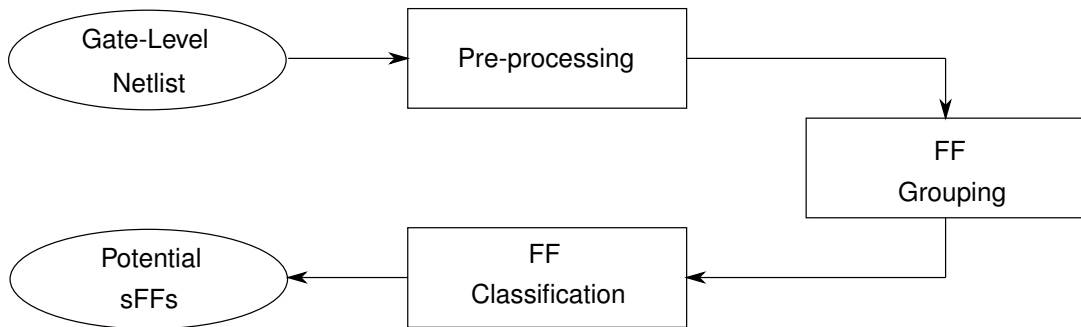 Gate-Level
Netlist
Pre-processing
FF
Grouping
FF
Classification
Potential
sFFs